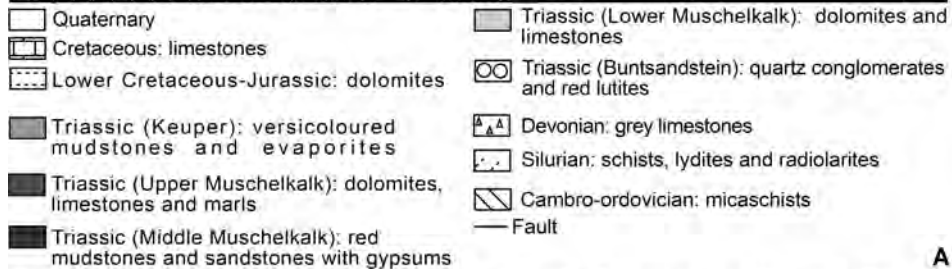 Quaternary
Cretaceous: limestones
Lower Cretaceous-Jurassic: dolomites
Triassic (Keuper): versicoloured
mudstones and evaporites
Triassic (Upper Muschelkalk): dolomites,
limestones and marls
Triassic (Middle Muschelkalk): red
mudstones and sandstones with gypsums
Triassic (Lower Muschelkalk): dolomites and
limestones
Triassic (Buntsandstein): quartz conglomerates
and red lutites
Devonian: grey limestones
Silurian: schists, lydites and radiolarites
Cambro-ordovician: micaschists
Fault
A